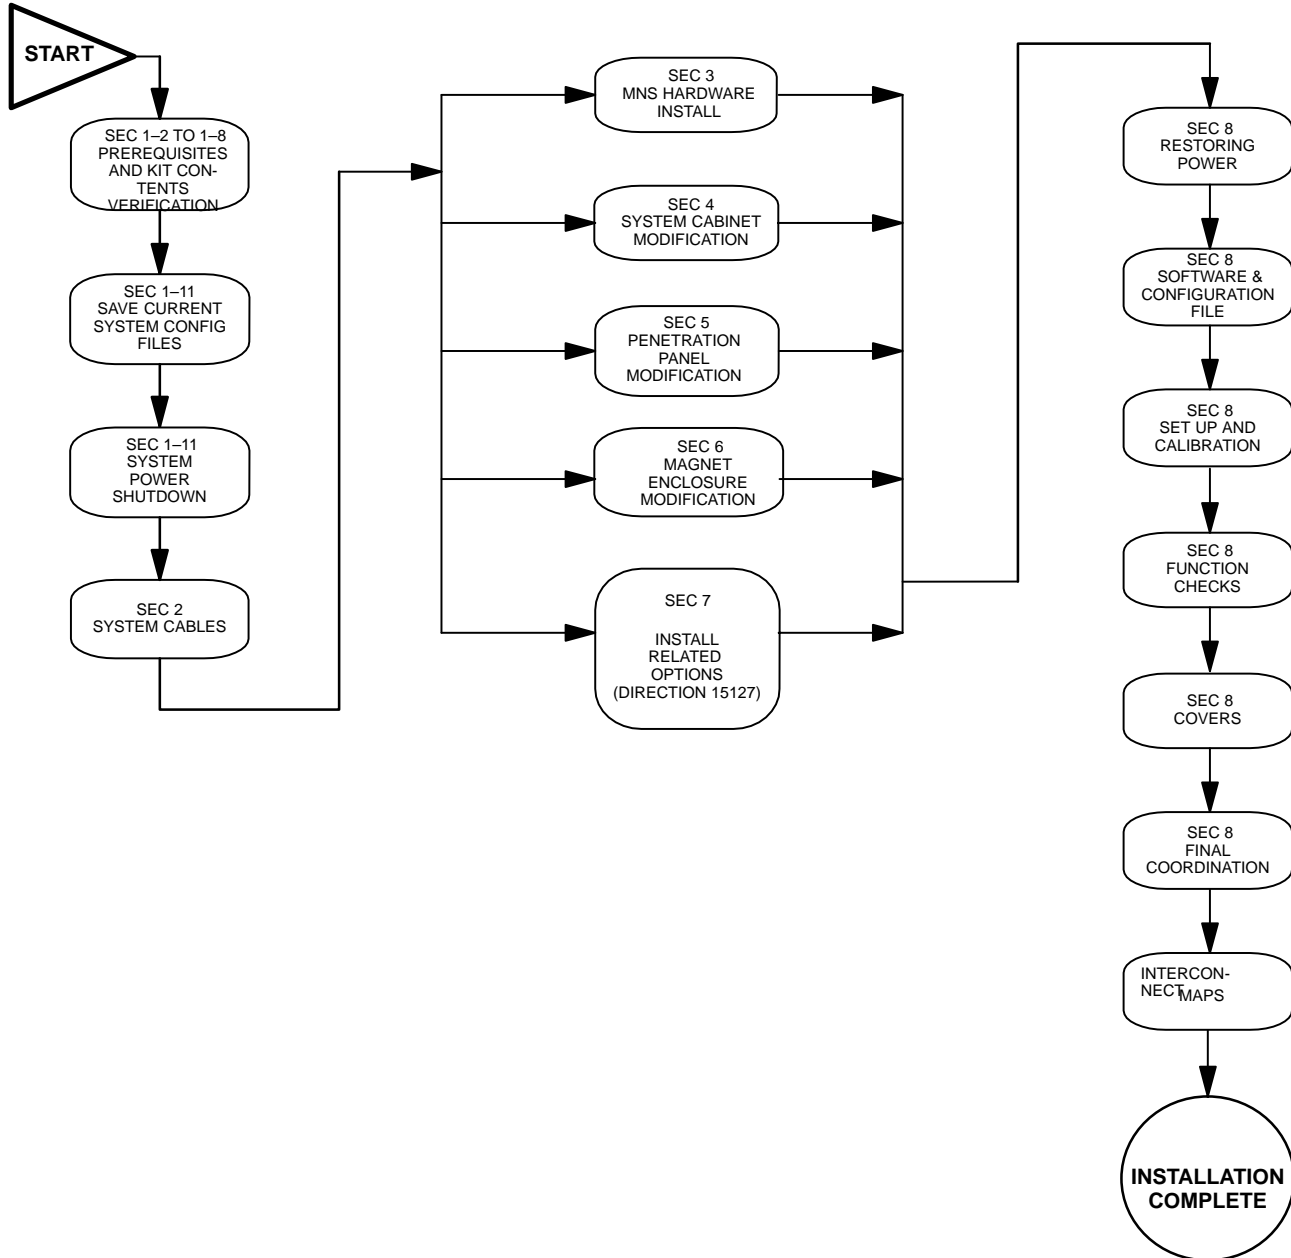 START
SEC 1–2 TO 1–8
PREREQUISITES
AND KIT CON-
TENTS
VERIFICATION
SEC 1–11
SAVE CURRENT
SYSTEM CONFIG
FILES
SEC 1–11
SYSTEM
POWER
SHUTDOWN
SEC 2
SYSTEM CABLES
SEC 3
MNS HARDWARE
INSTALL
SEC 4
SYSTEM CABINET
MODIFICATION
SEC 5
PENETRATION
PANEL
MODIFICATION
SEC 6
MAGNET
ENCLOSURE
MODIFICATION
SEC 7
INSTALL
RELATED
OPTIONS
(DIRECTION 15127)
SEC 8
RESTORING
POWER
SEC 8
SOFTWARE &
CONFIGURATION
FILE
SEC 8
SET UP AND
CALIBRATION
SEC 8
FUNCTION
CHECKS
SEC 8
COVERS
SEC 8
FINAL
COORDINATION
INTERCON-
NECT MAPS
INSTALLATION
COMPLETE